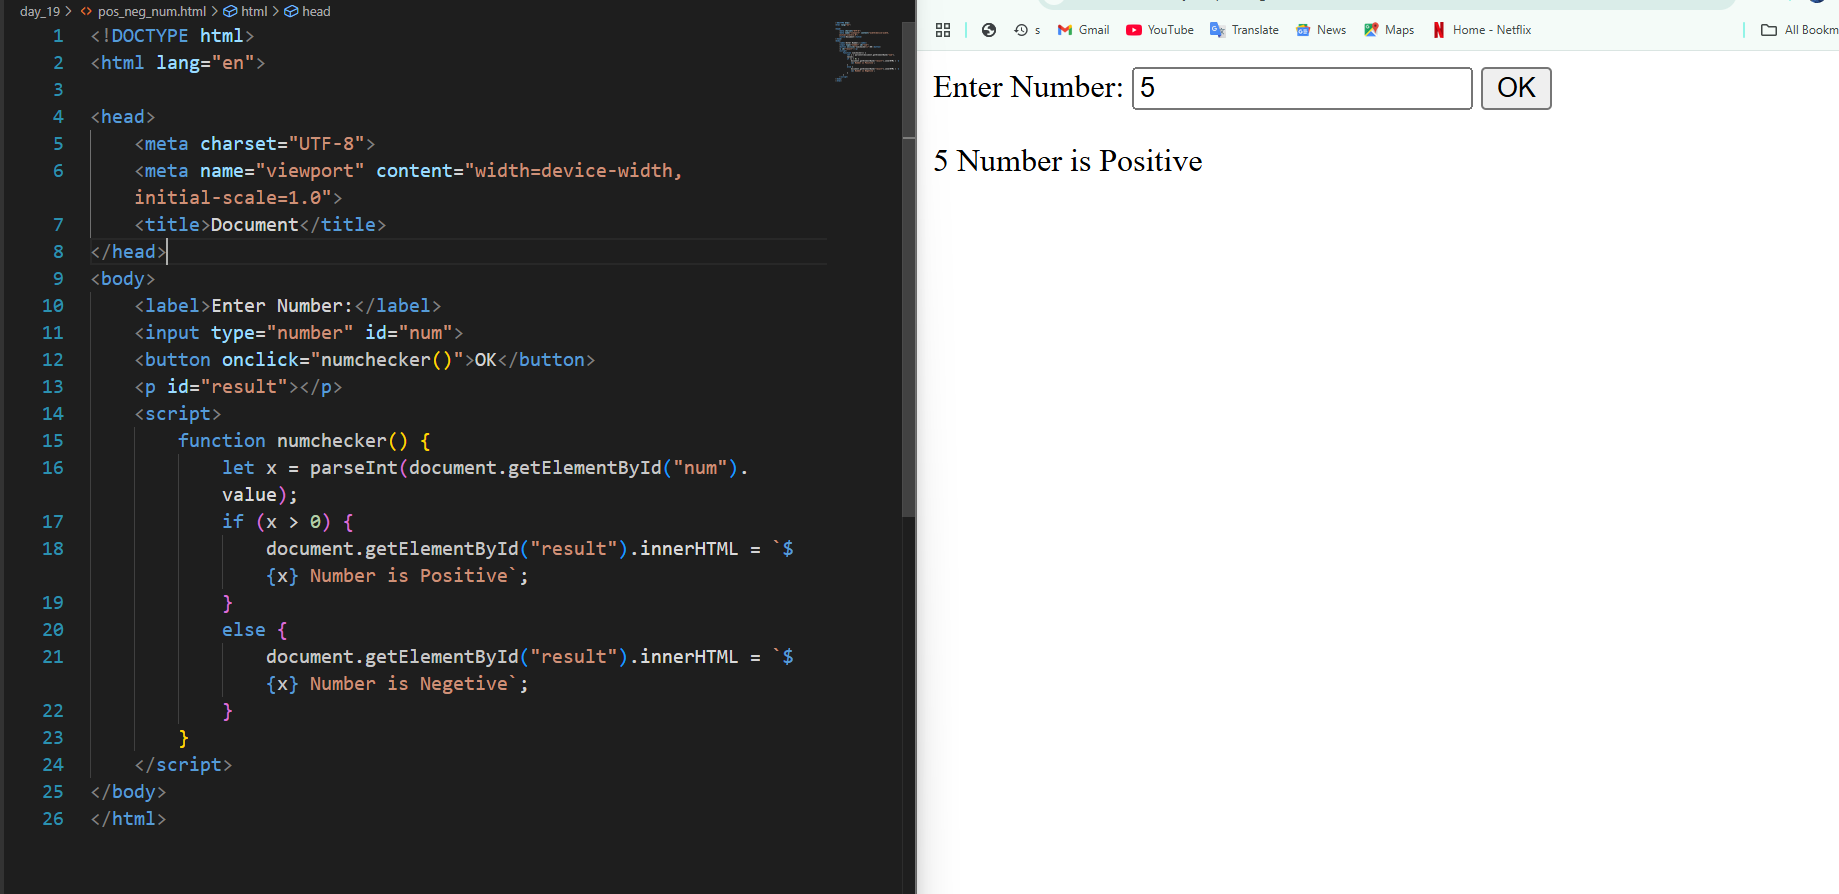 day_19 > <> pos_neg_num.html > html > head
1 <!DOCTYPE html>
2 <html lang="en">
3
4 <head>
5 <meta charset="UTF-8">
6 <meta name="viewport" content="width=device-width,
initial-scale=1.0">
7 <title>Document</title>
8 </head>
9 <body>
10 <label>Enter Number:</label>
11 <input type="number" id="num">
12 <button onclick="numchecker()">OK</button>
13 <p id="result"></p>
14 <script>
15 function numchecker() {
16 let x = parseInt(document.getElementById("num").
value);
17 if (x > 0) {
18 document.getElementById("result").innerHTML = `$
{x} Number is Positive`;
19 }
20 else {
21 document.getElementById("result").innerHTML = `$
{x} Number is Negetive`;
22 }
23 }
24 </script>
25 </body>
26 </html>
s Gmail YouTube Translate News Maps Home - Netflix All Bookm
Enter Number: 5 OK
5 Number is Positive